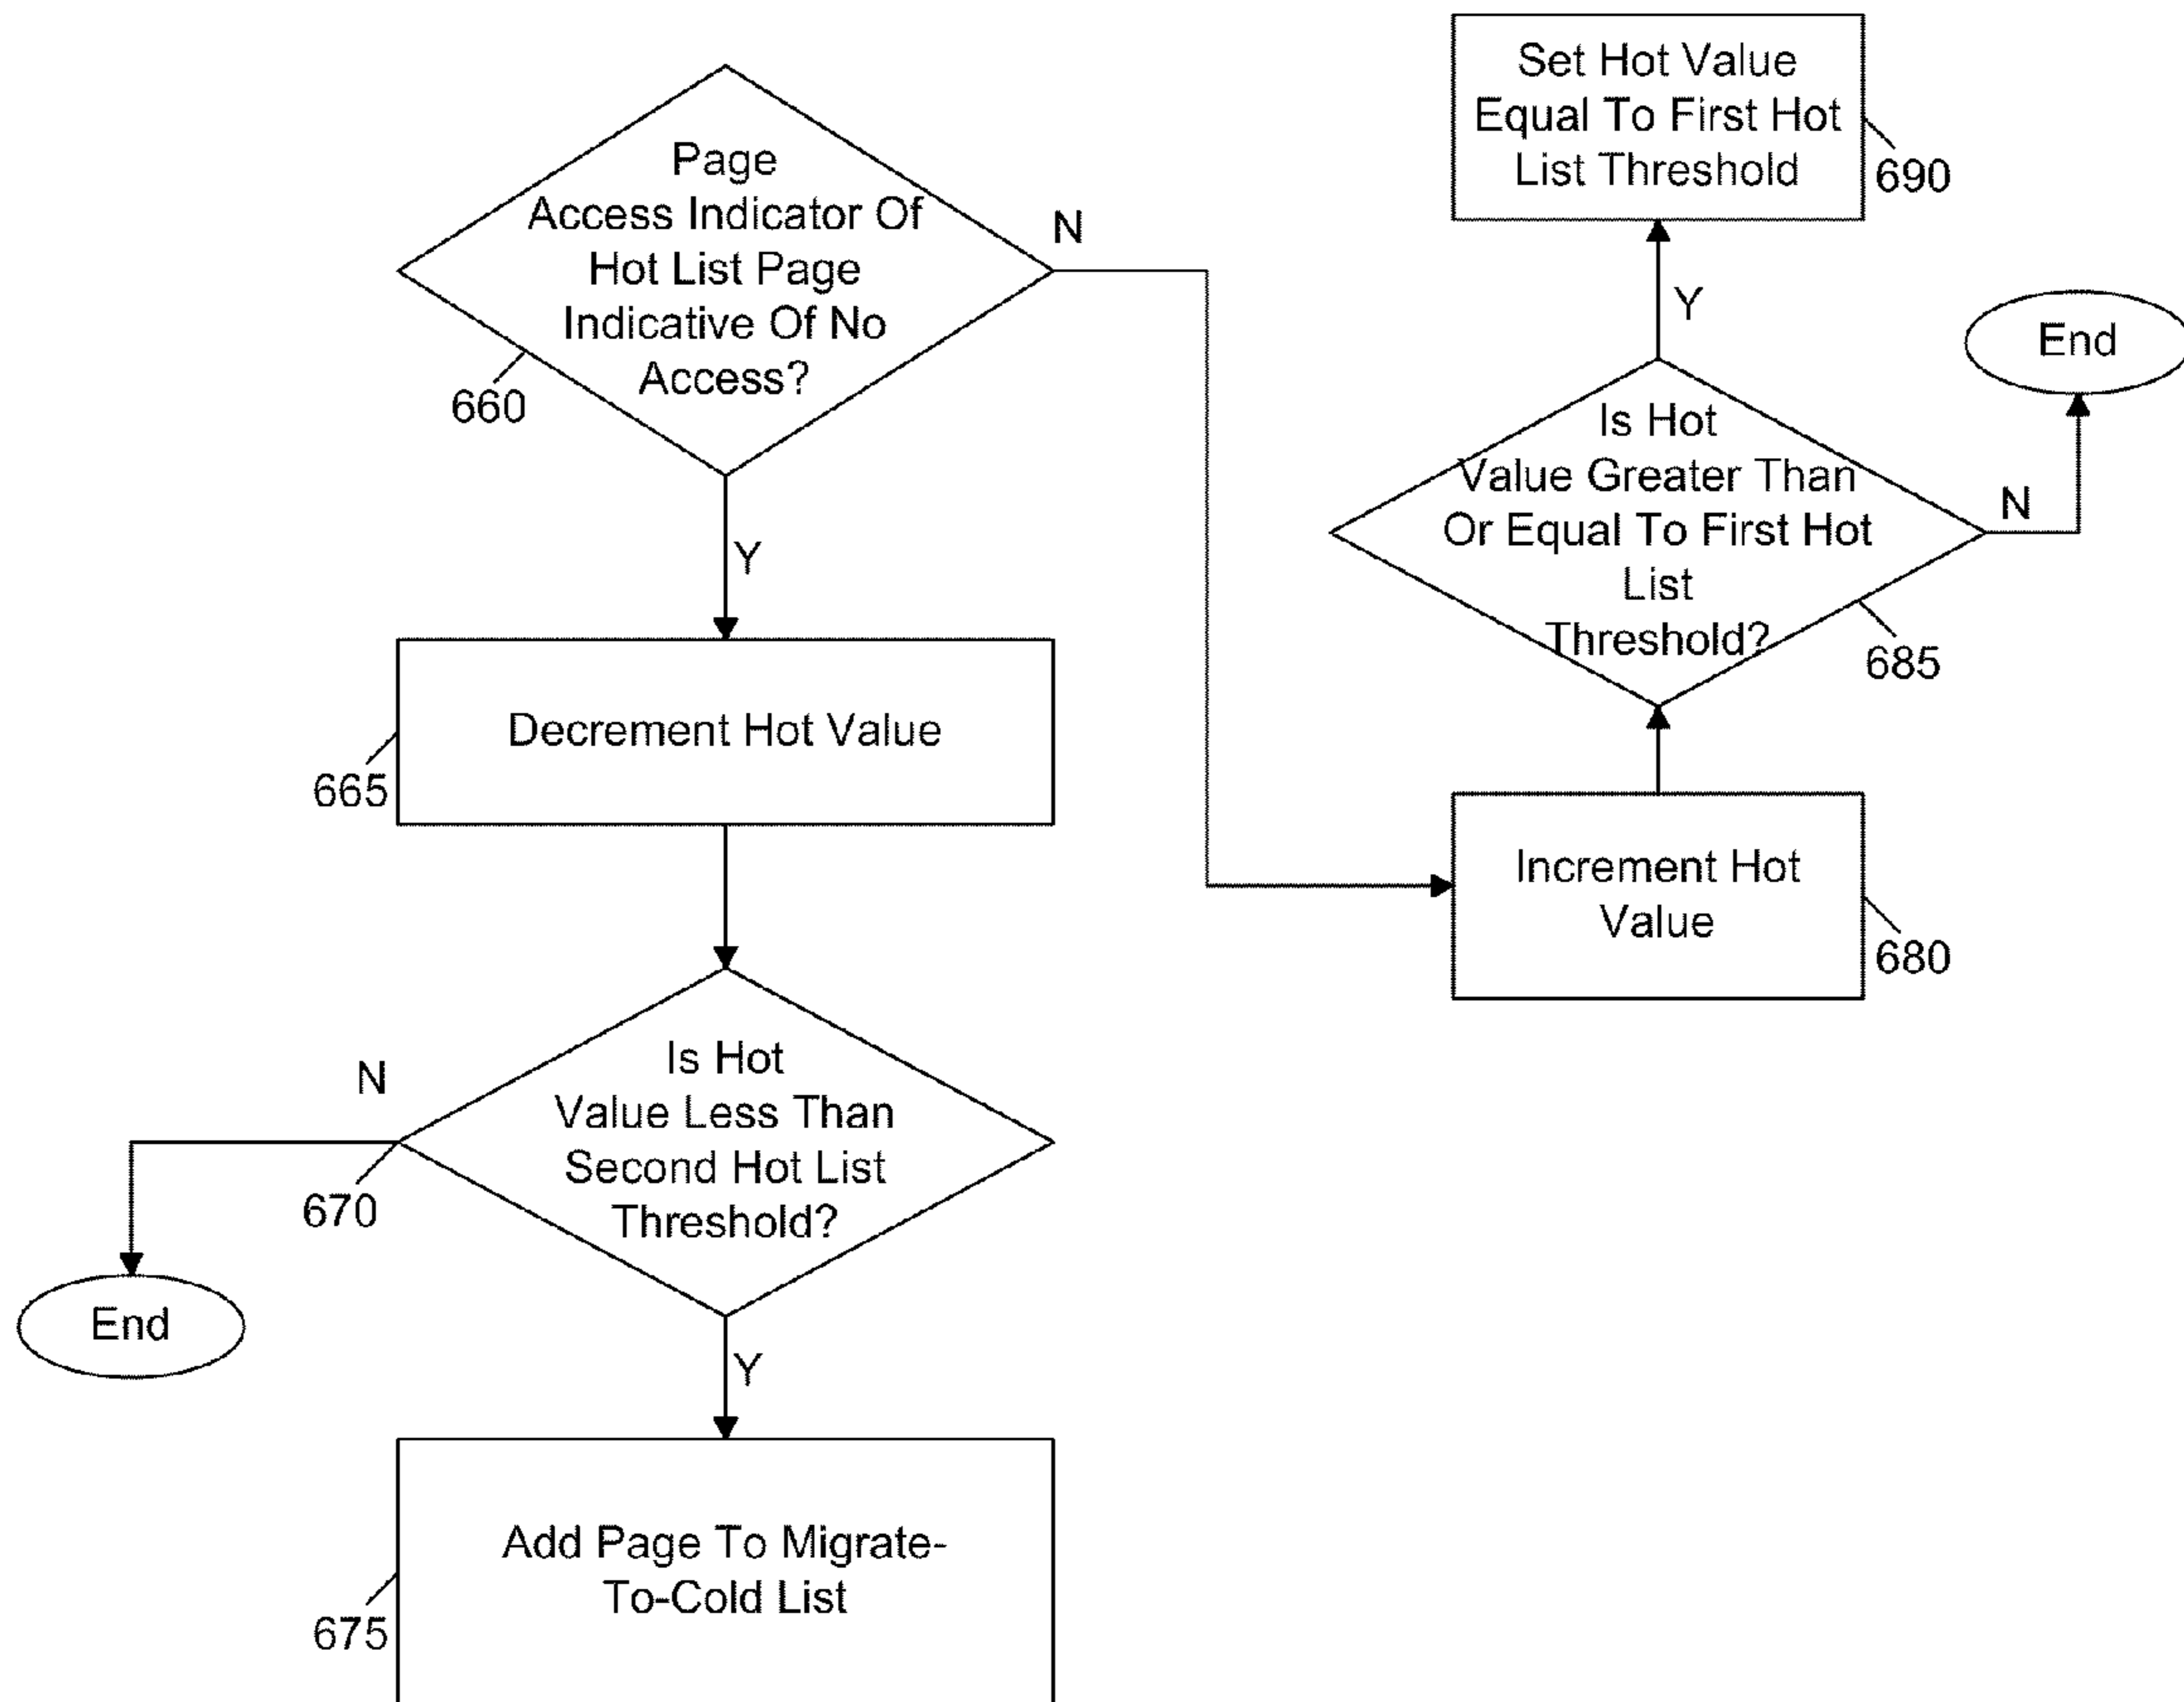 Page
Access Indicator Of
Hot List Page
Indicative Of No
Access?
660
N
Y
Decrement Hot Value
665
Is Hot
Value Less Than
Second Hot List
Threshold?
670
N
End
Y
Add Page To Migrate-
To-Cold List
675
Set Hot Value
Equal To First Hot
List Threshold
690
Y
End
Is Hot
Value Greater Than
Or Equal To First Hot
List
Threshold?
N
685
Increment Hot
Value
680